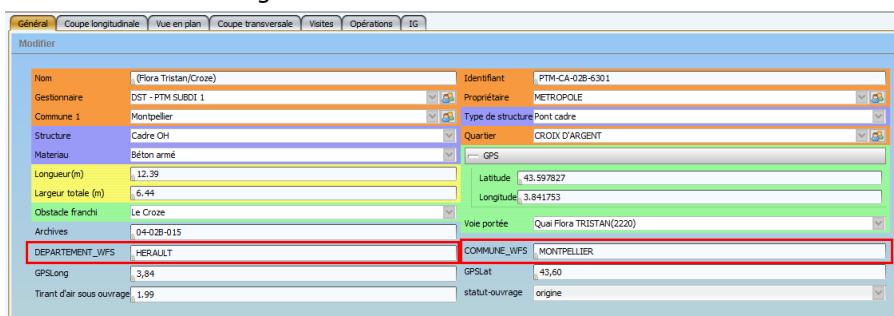 Général Coupe longitudinale Vue en plan Coupe transversale Visites Opérations IG
Modifier
Nom (Flora Tristan/Croze) Identifiant PTM-CA-02B-6301
Gestionnaire DST - PTM SUBDI 1 Propriétaire METROPOLE
Commune 1 Montpellier Type de structure Pont cadre
Structure Cadre OH Quartier CROIX D'ARGENT
Materiau Béton armé GPS
Longueur(m) 12.39 Latitude 43.597827
Largeur totale (m) 6.44 Longitude 3.841753
Obstacle franchi Le Croze
Voie portée Quai Flora TRISTAN(2220)
Archives 04-02B-015
DEPARTEMENT_WFS HERAULT COMMUNE_WFS MONTPELLIER
GPSLong 3,84 GPSLat 43,60
Tirant d'air sous ouvrage 1.99 statut-ouvrage origine